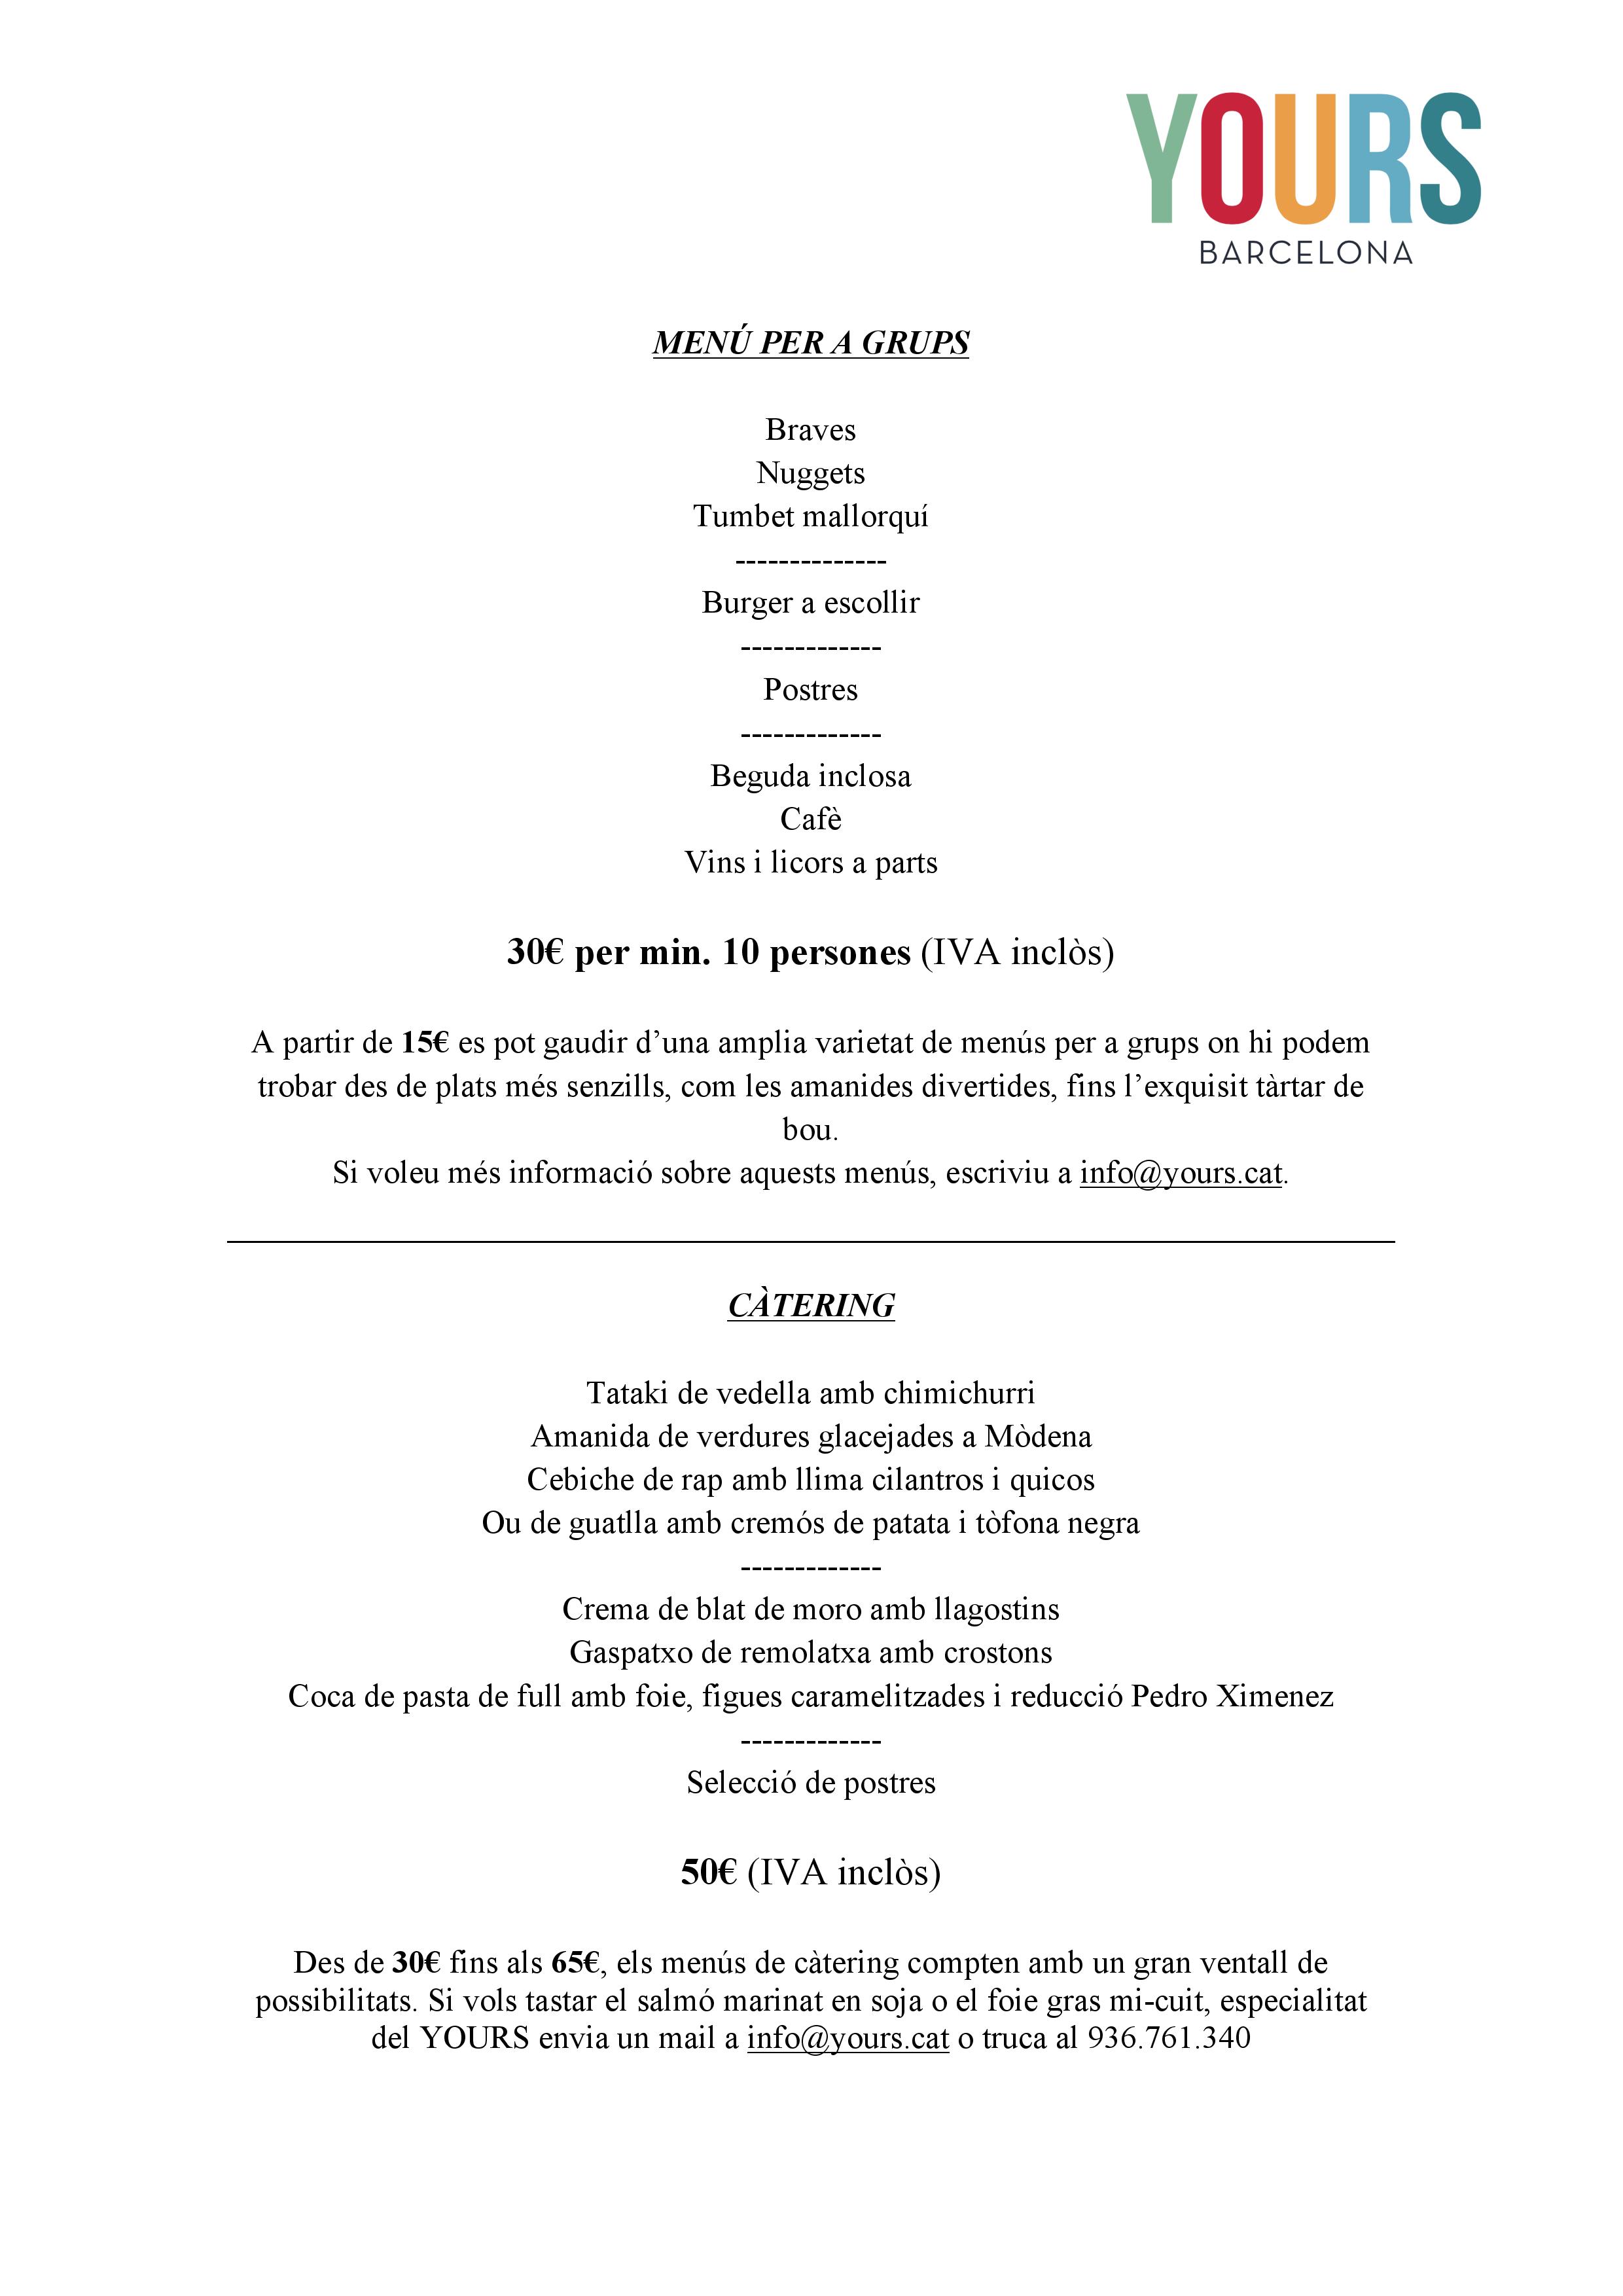 YOURS
BARCELONA
MENÚ PER A GRUPS
Braves
Nuggets
Tumbet mallorquí
--------------
Burger a escollir
-------------
Postres
-------------
Beguda inclosa
Cafè
Vins i licors a parts
30€ per min. 10 persones (IVA inclòs)
A partir de 15€ es pot gaudir d’una amplia varietat de menús per a grups on hi podem
trobar des de plats més senzills, com les amanides divertides, fins l’exquisit tàrtar de
bou.
Si voleu més informació sobre aquests menús, escriviu a info@yours.cat.
CÀTERING
Tataki de vedella amb chimichurri
Amanida de verdures glacejades a Mòdena
Cebiche de rap amb llima cilantros i quicos
Ou de guatlla amb cremós de patata i tòfona negra
-------------
Crema de blat de moro amb llagostins
Gaspatxo de remolatxa amb crostons
Coca de pasta de full amb foie, figues caramelitzades i reducció Pedro Ximenez
-------------
Selecció de postres
50€ (IVA inclòs)
Des de 30€ fins als 65€, els menús de càtering compten amb un gran ventall de
possibilitats. Si vols tastar el salmó marinat en soja o el foie gras mi-cuit, especialitat
del YOURS envia un mail a info@yours.cat o truca al 936.761.340